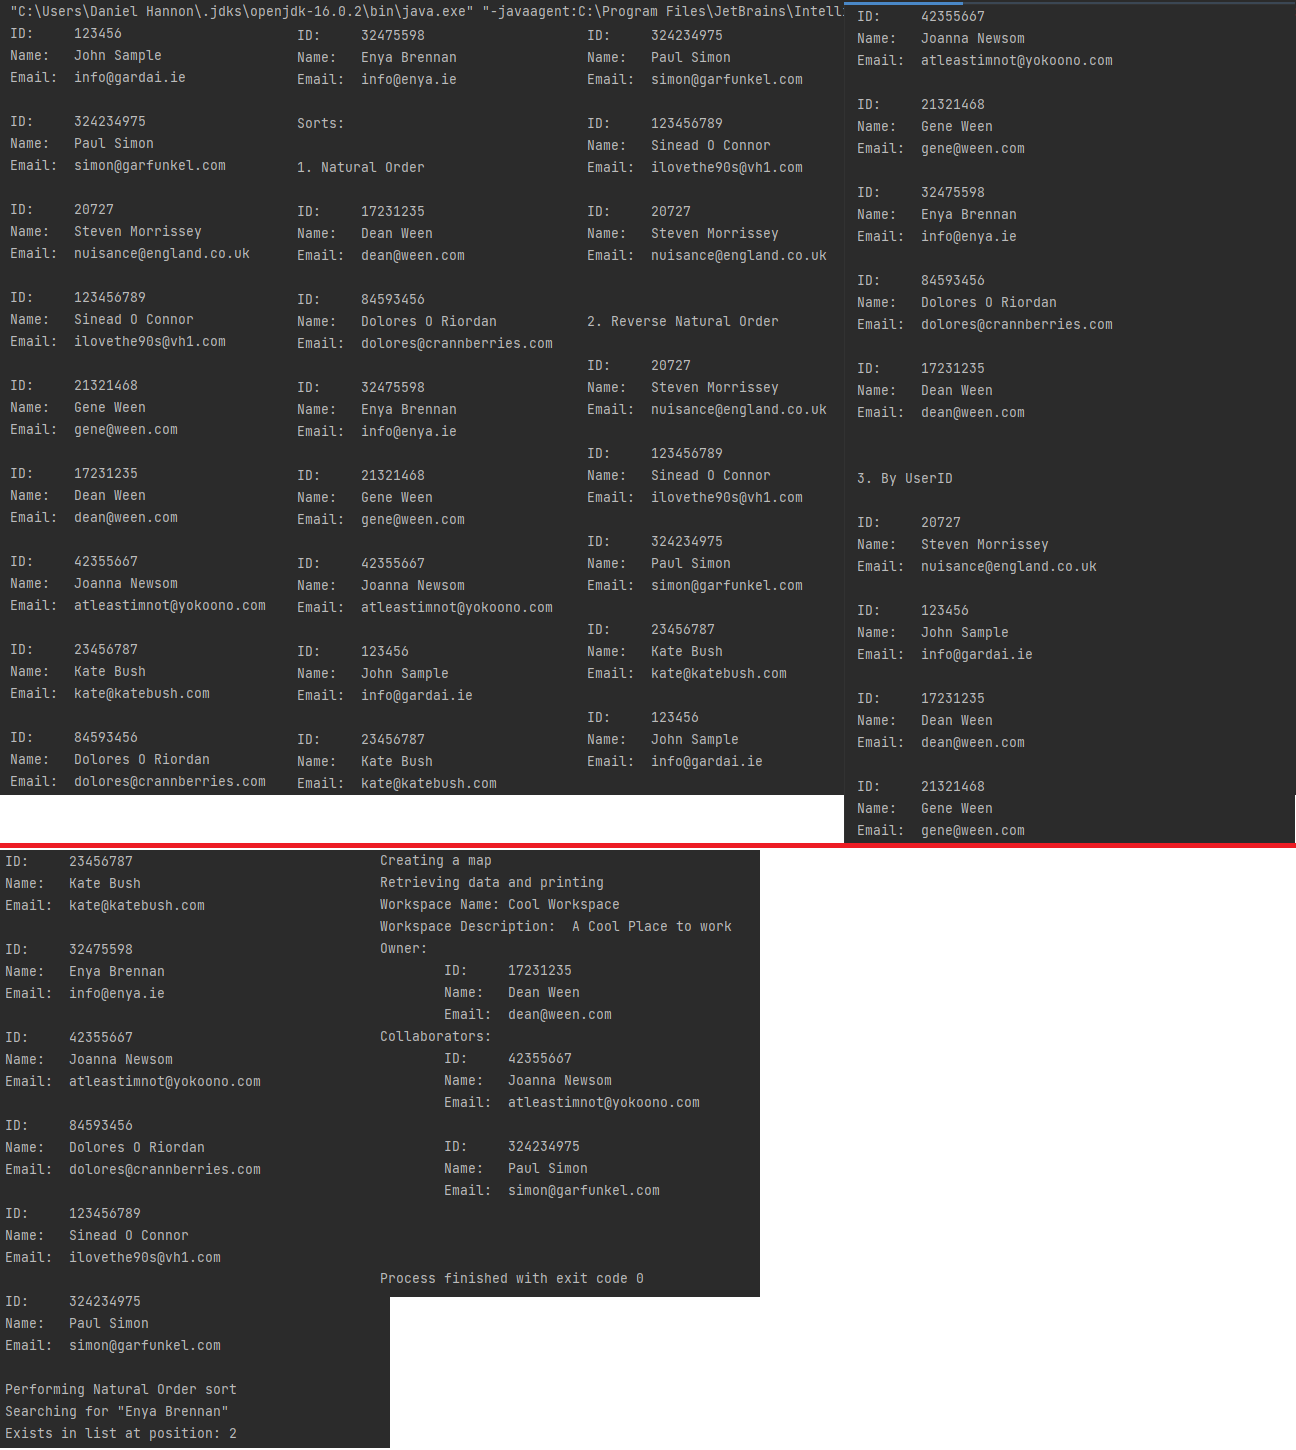 "C:\Users\Daniel Hannon\.jdks\openjdk-16.0.2\bin\java.exe" "-javaagent:C:\Program Files\JetBrains\Intell
ID: 123456
Name: John Sample
Email: info@gardai.ie
ID: 324234975
Name: Paul Simon
Email: simon@garfunkel.com
ID: 20727
Name: Steven Morrissey
Email: nuisance@england.co.uk
ID: 123456789
Name: Sinead O Connor
Email: ilovethe90s@vh1.com
ID: 21321468
Name: Gene Ween
Email: gene@ween.com
ID: 17231235
Name: Dean Ween
Email: dean@ween.com
ID: 42355667
Name: Joanna Newsom
Email: atleastimnot@yokoono.com
ID: 23456787
Name: Kate Bush
Email: kate@katebush.com
ID: 84593456
Name: Dolores O Riordan
Email: dolores@crannberries.com
ID: 32475598
Name: Enya Brennan
Email: info@enya.ie
Sorts:
1. Natural Order
ID: 17231235
Name: Dean Ween
Email: dean@ween.com
ID: 84593456
Name: Dolores O Riordan
Email: dolores@crannberries.com
ID: 32475598
Name: Enya Brennan
Email: info@enya.ie
ID: 21321468
Name: Gene Ween
Email: gene@ween.com
ID: 42355667
Name: Joanna Newsom
Email: atleastimnot@yokoono.com
ID: 123456
Name: John Sample
Email: info@gardai.ie
ID: 23456787
Name: Kate Bush
Email: kate@katebush.com
ID: 324234975
Name: Paul Simon
Email: simon@garfunkel.com
ID: 123456789
Name: Sinead O Connor
Email: ilovethe90s@vh1.com
ID: 20727
Name: Steven Morrissey
Email: nuisance@england.co.uk
2. Reverse Natural Order
ID: 20727
Name: Steven Morrissey
Email: nuisance@england.co.uk
ID: 123456789
Name: Sinead O Connor
Email: ilovethe90s@vh1.com
ID: 324234975
Name: Paul Simon
Email: simon@garfunkel.com
ID: 23456787
Name: Kate Bush
Email: kate@katebush.com
ID: 123456
Name: John Sample
Email: info@gardai.ie
ID: 42355667
Name: Joanna Newsom
Email: atleastimnot@yokoono.com
ID: 21321468
Name: Gene Ween
Email: gene@ween.com
ID: 32475598
Name: Enya Brennan
Email: info@enya.ie
ID: 84593456
Name: Dolores O Riordan
Email: dolores@crannberries.com
ID: 17231235
Name: Dean Ween
Email: dean@ween.com
3. By UserID
ID: 20727
Name: Steven Morrissey
Email: nuisance@england.co.uk
ID: 123456
Name: John Sample
Email: info@gardai.ie
ID: 17231235
Name: Dean Ween
Email: dean@ween.com
ID: 21321468
Name: Gene Ween
Email: gene@ween.com
ID: 23456787
Name: Kate Bush
Email: kate@katebush.com
ID: 32475598
Name: Enya Brennan
Email: info@enya.ie
ID: 42355667
Name: Joanna Newsom
Email: atleastimnot@yokoono.com
ID: 84593456
Name: Dolores O Riordan
Email: dolores@crannberries.com
ID: 123456789
Name: Sinead O Connor
Email: ilovethe90s@vh1.com
ID: 324234975
Name: Paul Simon
Email: simon@garfunkel.com
Performing Natural Order sort
Searching for "Enya Brennan"
Exists in list at position: 2
Creating a map
Retrieving data and printing
Workspace Name: Cool Workspace
Workspace Description: A Cool Place to work
Owner:
ID: 17231235
Name: Dean Ween
Email: dean@ween.com
Collaborators:
ID: 42355667
Name: Joanna Newsom
Email: atleastimnot@yokoono.com
ID: 324234975
Name: Paul Simon
Email: simon@garfunkel.com
Process finished with exit code 0